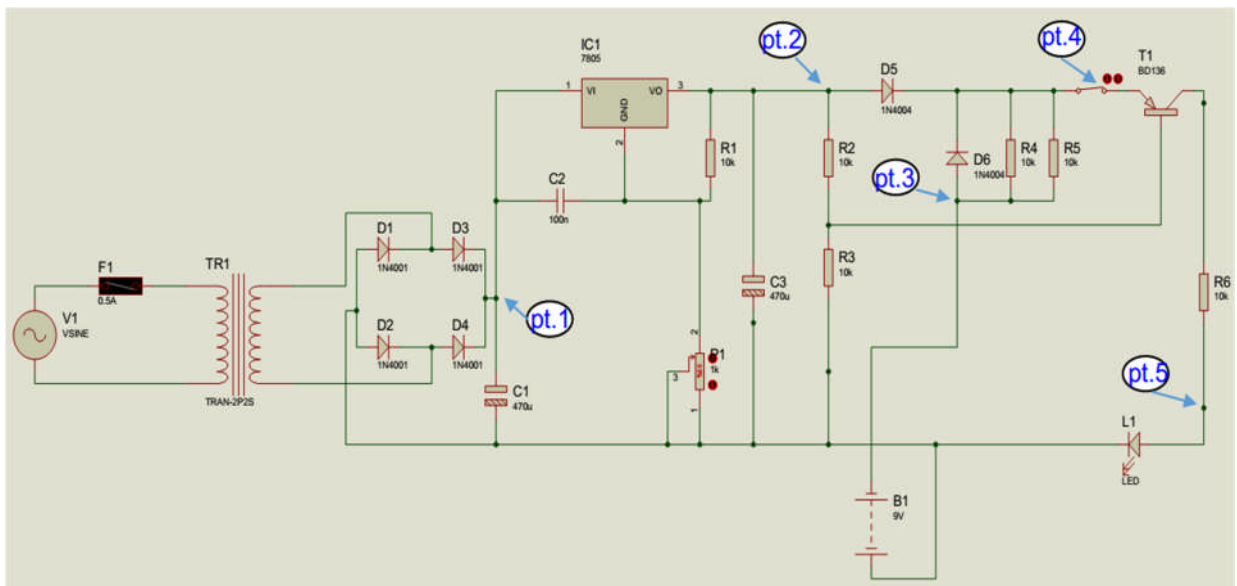 pt.2
pt.4
IC1
7805
T1
BD136
1
VI
VO
3
GND
2
D5
1N4004
R1
10k
R2
10k
D6
1N4004
R4
10k
R5
10k
pt.3
C2
100n
D1
1N4001
D3
1N4001
F1
0.5A
TR1
R3
10k
C3
470u
R6
10k
V1
VSINE
pt.1
D2
1N4001
D4
1N4001
2
P1
1k
3
1
TRAN-2P2S
C1
470u
pt.5
L1
LED
B1
9V